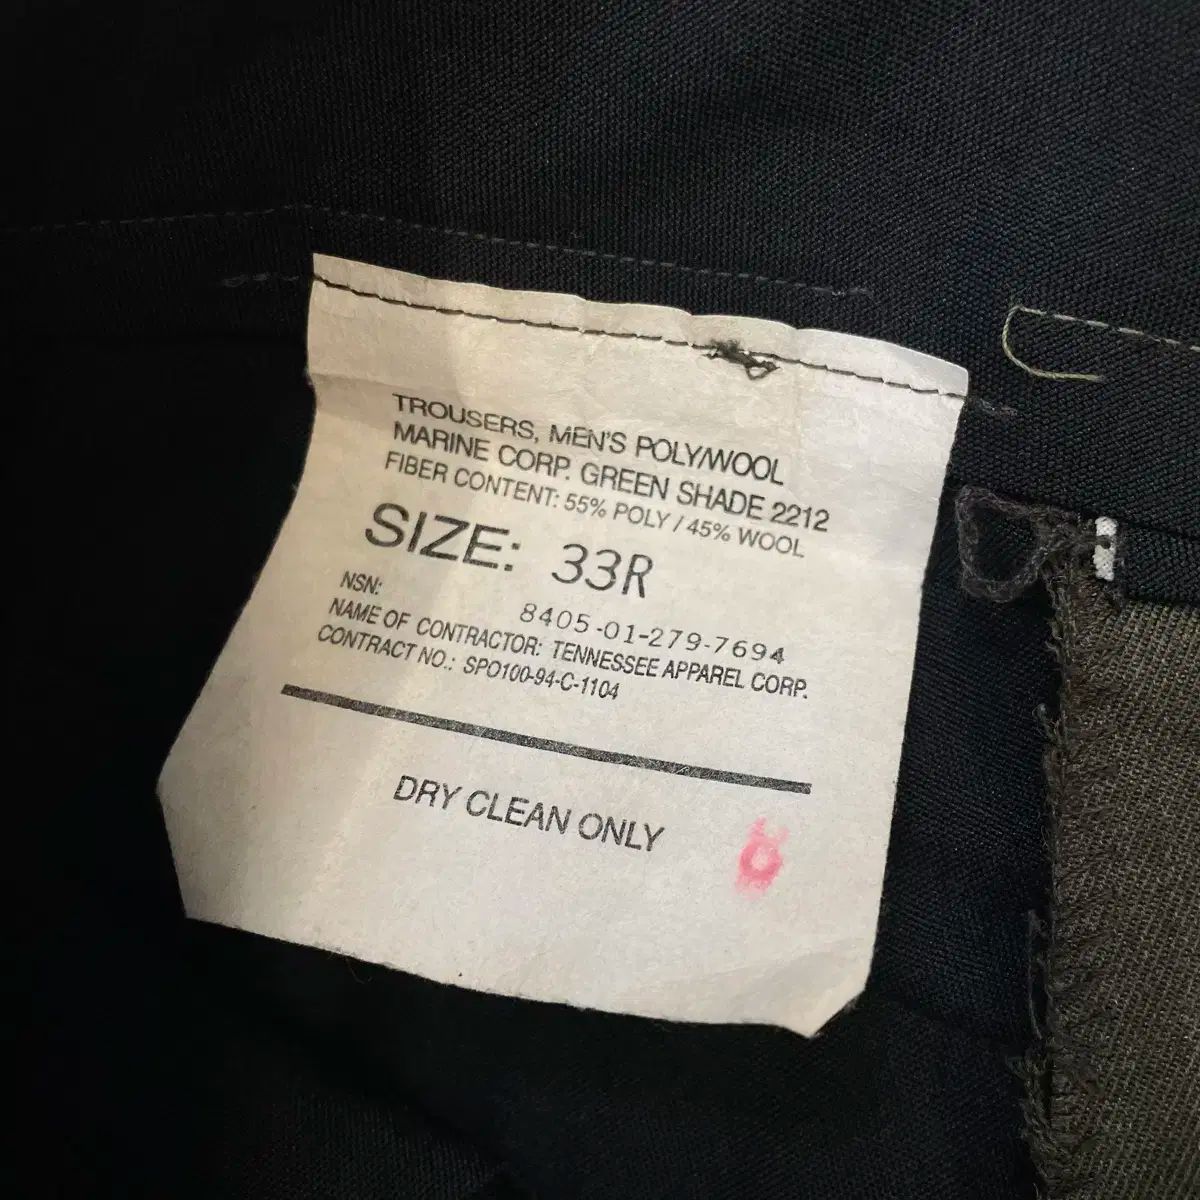 TROUSERS, MEN'S POLY/WOOL
MARINE CORP. GREEN SHADE 2212
FIBER CONTENT: 55% POLY / 45% WOOL
SIZE: 33R
NSN: 8405-01-279-7694
NAME OF CONTRACTOR: TENNESSEE APPAREL CORP.
CONTRACT NO.: SPO100-94-C-1104
DRY CLEAN ONLY